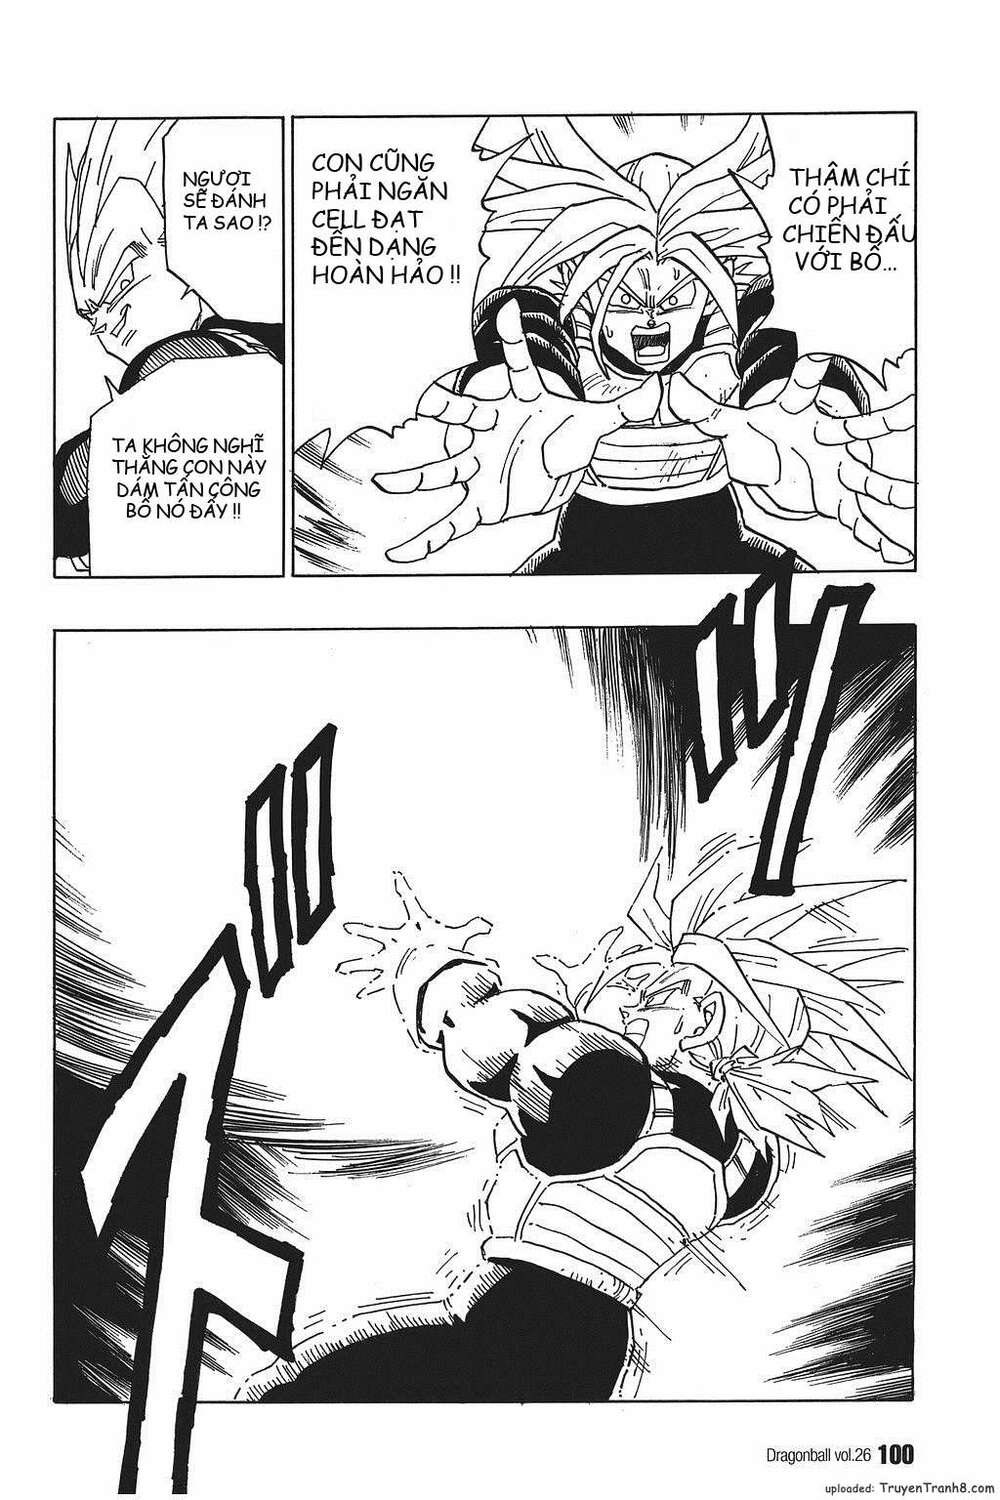 THẬM CHÍ
CÓ PHẢI
CHIẾN ĐẤU
VỚI BỐ...
CON CŨNG
PHẢI NGĂN
CELL ĐẠT
ĐẾN DẠNG
HOÀN HẢO !!
NGƯƠI
SẼ ĐÁNH
TA SAO !?
TA KHÔNG NGHĨ
THẰNG CON NÀY
DÁM TẤN CÔNG
BỐ NÓ ĐẤY !!
Dragonball vol.26 100
uploaded: TruyenTranh8.com